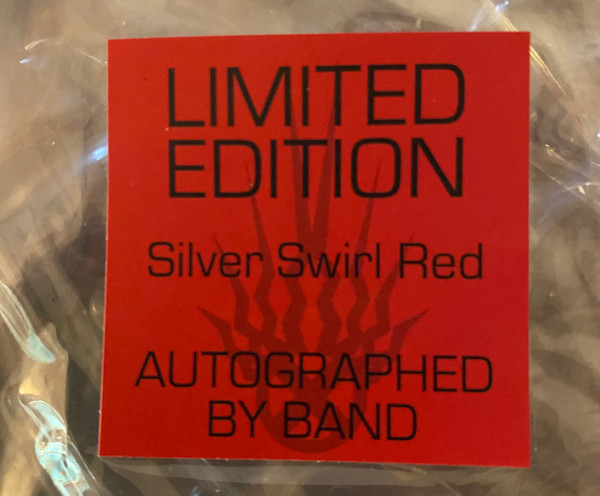 LIMITED
EDITION
Silver Swirl Red
AUTOGRAPHED
BY BAND